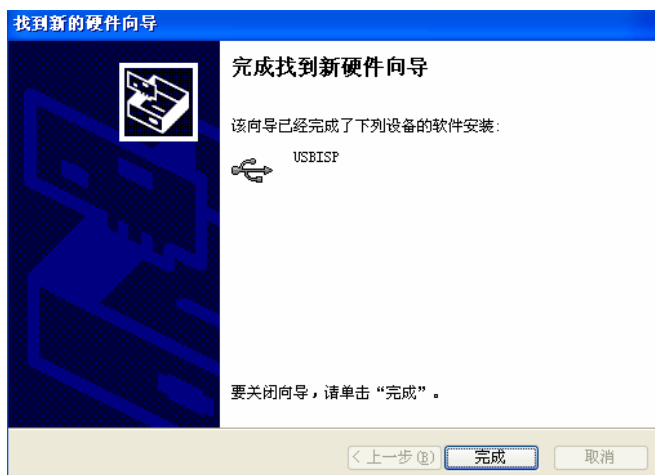 找到新的硬件向导
完成找到新硬件向导
该向导已经完成了下列设备的软件安装:
USBISP
要关闭向导，请单击“完成”。
< 上一步(B)
完成
取消